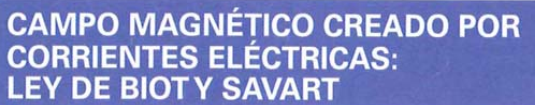 CAMPO MAGNÉTICO CREADO POR
CORRIENTES ELÉCTRICAS:
LEY DE BIOT Y SAVART